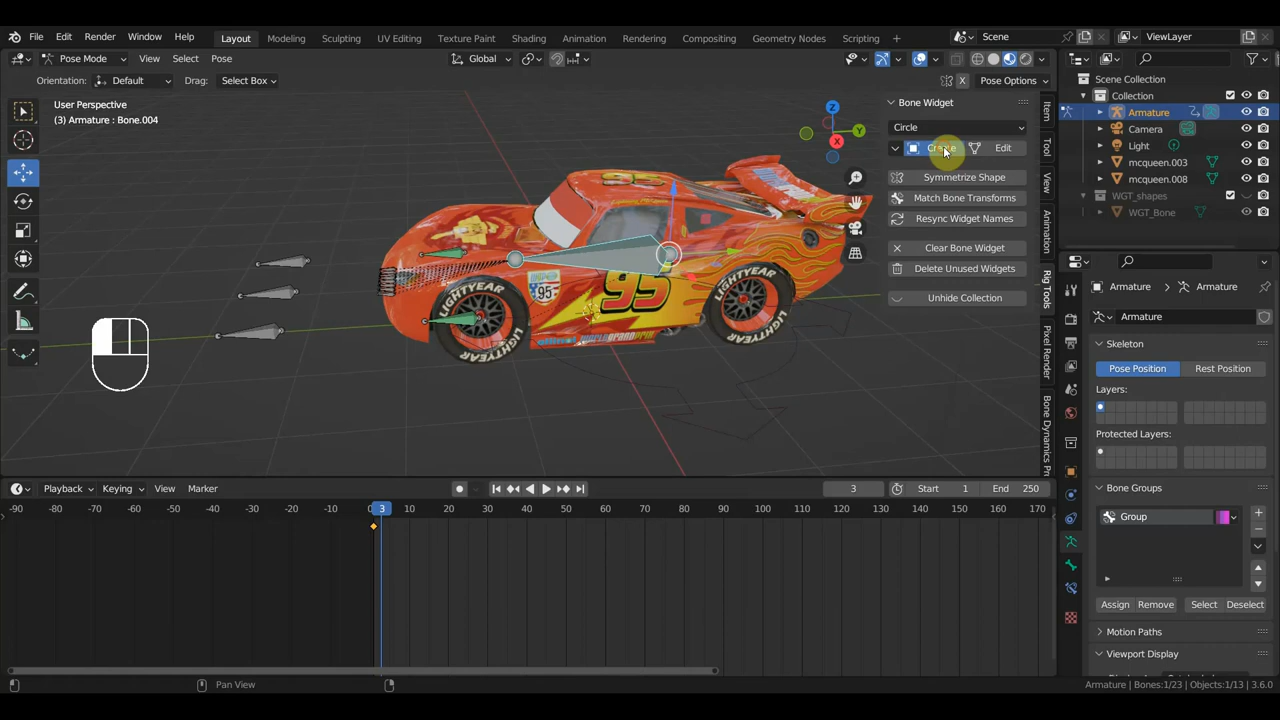 File Edit Render Window Help
Layout Modeling Sculpting UV Editing Texture Paint Shading Animation Rendering Compositing Geometry Nodes Scripting
Scene
ViewLayer
Pose Mode View Select Pose
Global
Orientation: Default Drag: Select Box
X
Pose Options
User Perspective
(3) Armature : Bone.004
Z
Y
X
Bone Widget
Circle
Edit
Symmetrize Shape
Match Bone Transforms
Resync Widget Names
Clear Bone Widget
Delete Unused Widgets
Unhide Collection
Item
Tool
View
Animation
Rig Tools
Pixel Render
Bone Dynamics Pr
LIGHTYEAR
LIGHTYEAR
95
95
Scene Collection
Collection
Armature
Camera
Light
mcqueen.003
mcqueen.008
WGT_shapes
WGT_Bone
Armature Armature
Armature
Skeleton
Pose Position Rest Position
Layers:
Protected Layers:
Bone Groups
Group
Assign Remove Select Deselect
Motion Paths
Viewport Display
Playback Keying View Marker
3 Start 1 End 250
-90 -80 -70 -60 -50 -40 -30 -20 -10 3 10 20 30 40 50 60 70 80 90 100 110 120 130 140 150 160 170
Pan View
Armature | Bones:1/23 | Objects:1/13 | 3.6.0